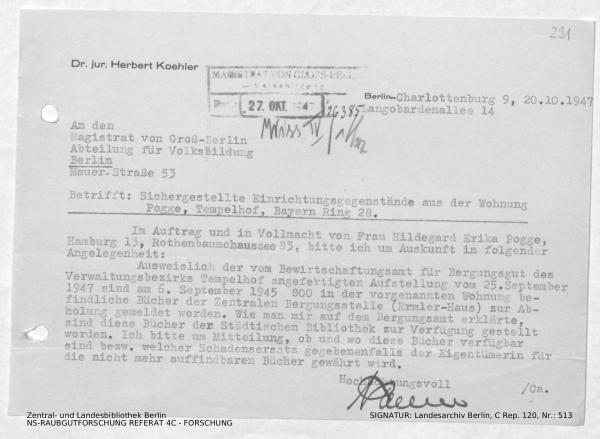 291
Dr. jur. Herbert Koehler
MAGISTRAT VON GROSS-BERLIN
27. OKT. 1947
26385
Berlin-Charlottenburg 9, 20.10.1947
Langobardenallee 14
An den
Magistrat von Groß-Berlin
Abteilung für Volksbildung
Berlin
Mauer-Straße 53
Betrifft: Sichergestellte Einrichtungsgegenstände aus der Wohnung
Pogge, Tempelhof, Bayern Ring 28.
Im Auftrag und in Vollmacht von Frau Hildegard Erika Pogge,
Hamburg 13, Rothenbaumchaussee 83, bitte ich um Auskunft in folgender
Angelegenheit:
Ausweislich der vom Bewirtschaftungsamt für Bergungsgut des
Verwaltungsbezirks Tempelhof angefertigten Aufstellung vom 25.September
1947 sind am 6. September 1945  800 in der vorgenannten Wohnung be-
findliche Bücher der Zentralen Bergungsstelle (Ermler-Haus) zur Ab-
holung gemeldet worden. Wie man mir auf dem Bergungsamt erklärte,
sind diese Bücher der Städtischen Bibliothek zur Verfügung gestellt
worden. Ich bitte um Mitteilung, ob und wo diese Bücher verfügbar
sind bezw. welcher Schadensersatz gegebenenfalls der Eigentümerin für
die nicht mehr auffindbaren Bücher gewährt wird.
Hochachtungsvoll
/Ca.
Zentral- und Landesbibliothek Berlin
NS-RAUBGUTFORSCHUNG REFERAT 4C - FORSCHUNG
SIGNATUR: Landesarchiv Berlin, C Rep. 120, Nr.: 513